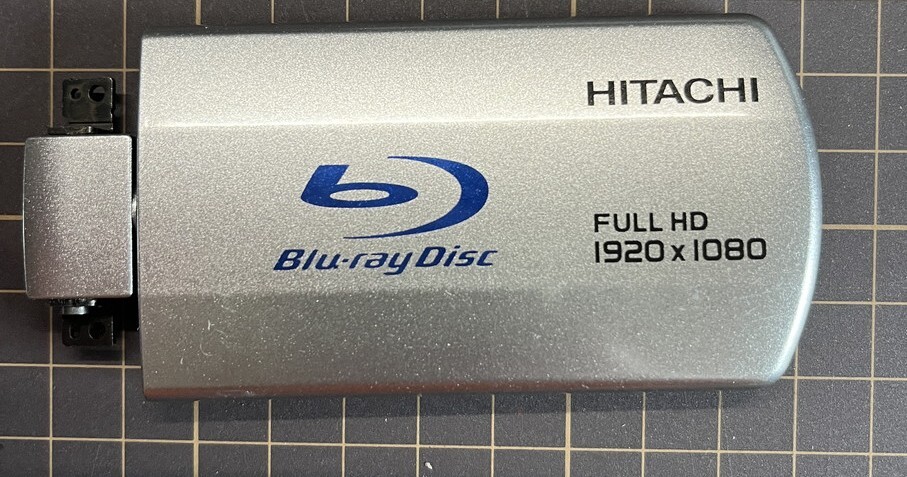 HITACHI
Blu-ray Disc
FULL HD
1920 x 1080